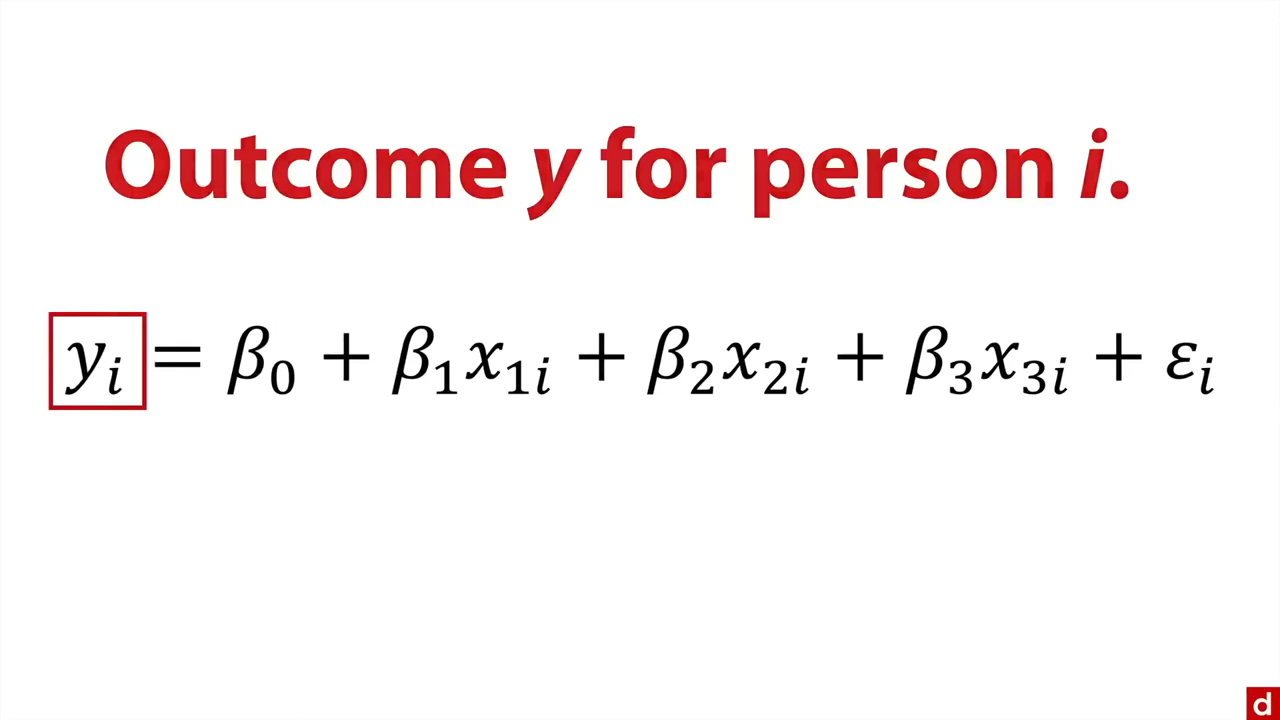 Outcome y for person i.
yᵢ = β₀ + β₁x₁ᵢ + β₂x₂ᵢ + β₃x₃ᵢ + εᵢ
d